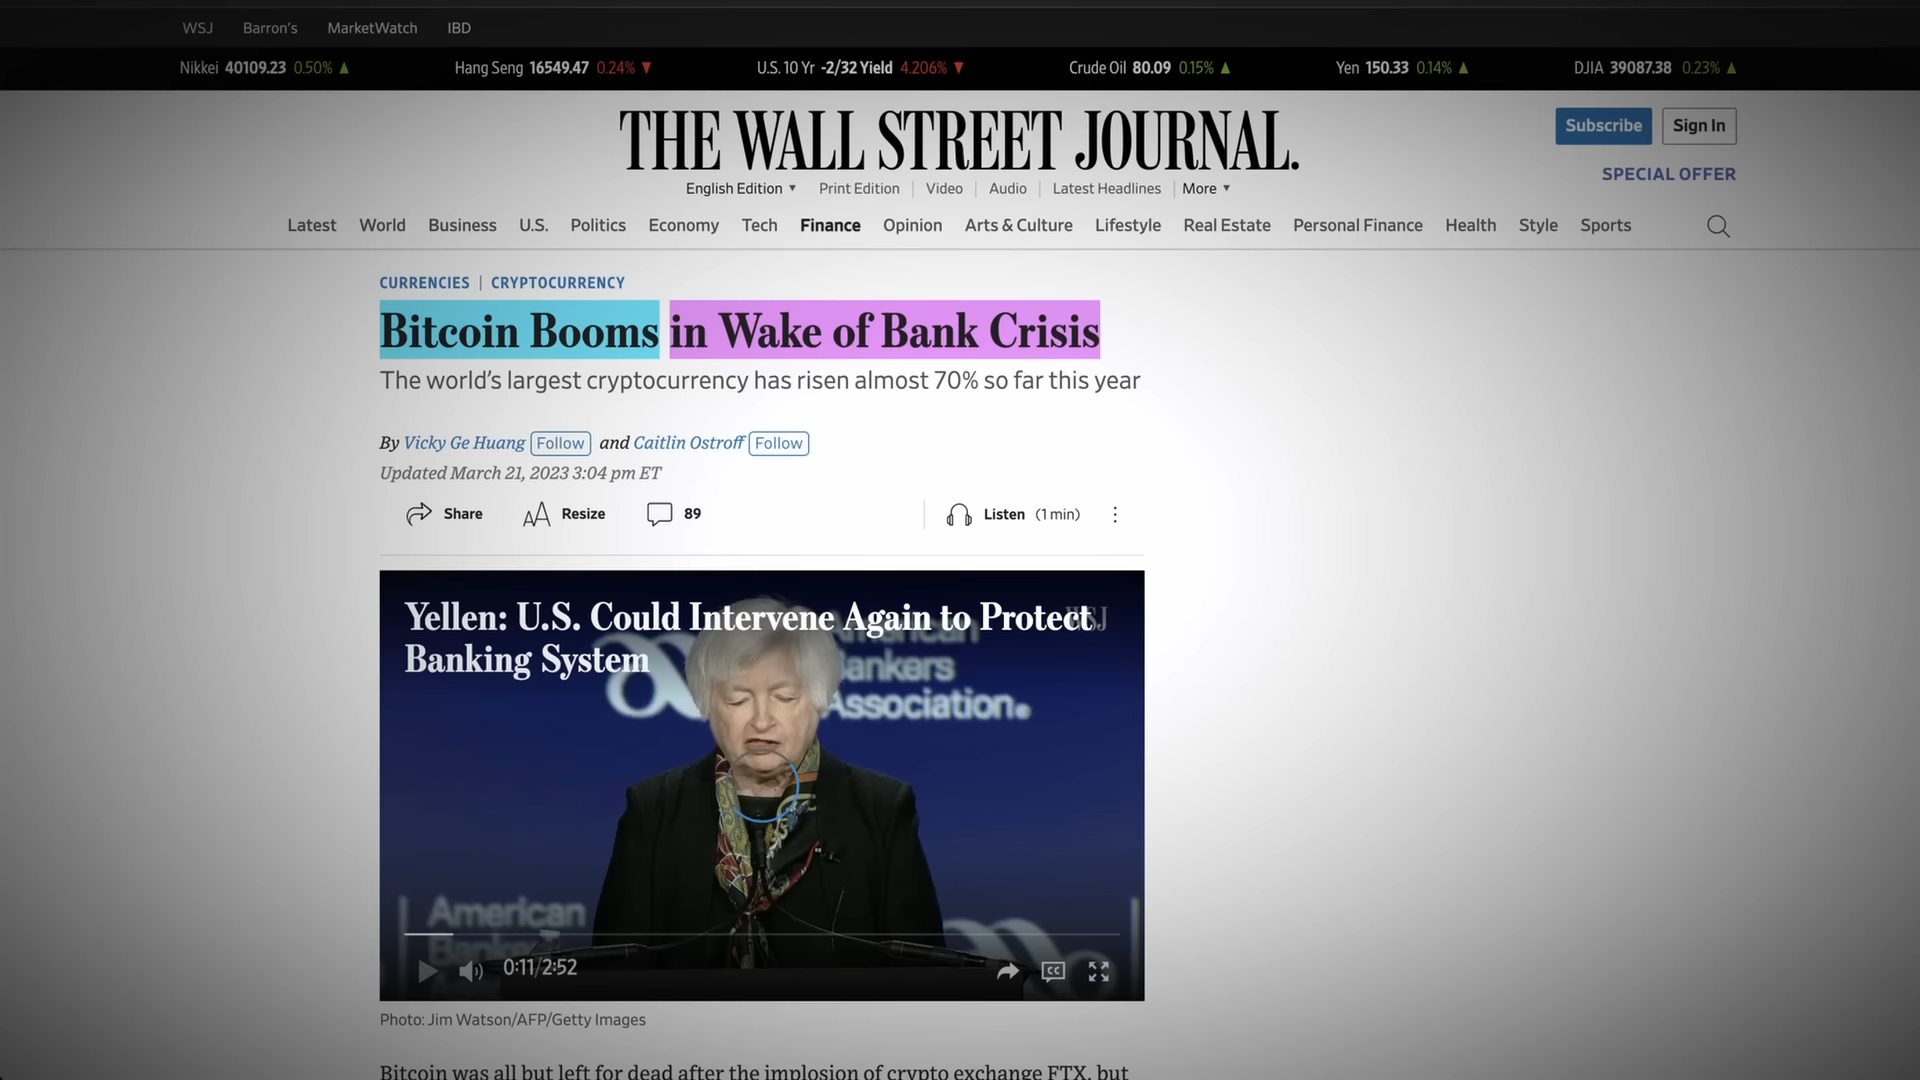 WSJ Barron's MarketWatch IBD
Nikkei 40109.23 0.50% ▲ Hang Seng 16549.47 0.24% ▼ U.S. 10 Yr -2/32 Yield 4.206% ▼ Crude Oil 80.09 0.15% ▲ Yen 150.33 0.14% ▲ DJIA 39087.38 0.23% ▲
THE WALL STREET JOURNAL.
Subscribe Sign In
SPECIAL OFFER
English Edition ▼ Print Edition | Video | Audio | Latest Headlines | More ▼
Latest World Business U.S. Politics Economy Tech Finance Opinion Arts & Culture Lifestyle Real Estate Personal Finance Health Style Sports
CURRENCIES | CRYPTOCURRENCY
Bitcoin Booms in Wake of Bank Crisis
The world's largest cryptocurrency has risen almost 70% so far this year
By Vicky Ge Huang Follow and Caitlin Ostroff Follow
Updated March 21, 2023 3:04 pm ET
Share AA Resize 89 Listen (1 min)
Yellen: U.S. Could Intervene Again to Protect
Banking System
WSJ
American
Bankers
Association.
American
0:11/2:52
CC
Photo: Jim Watson/AFP/Getty Images
Bitcoin was all but left for dead after the implosion of crypto exchange FTX, but